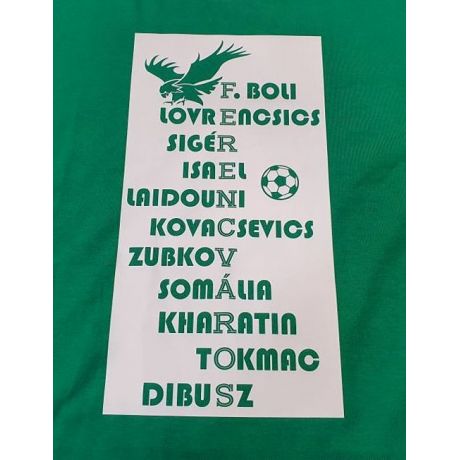 F. BOLI
LOVRENCSICS
SIGÉR
ISAEL
LAIDOUNI
KOVACSEVICS
ZUBKOV
SOMÁLIA
KHARATIN
TOKMAC
DIBUSZ